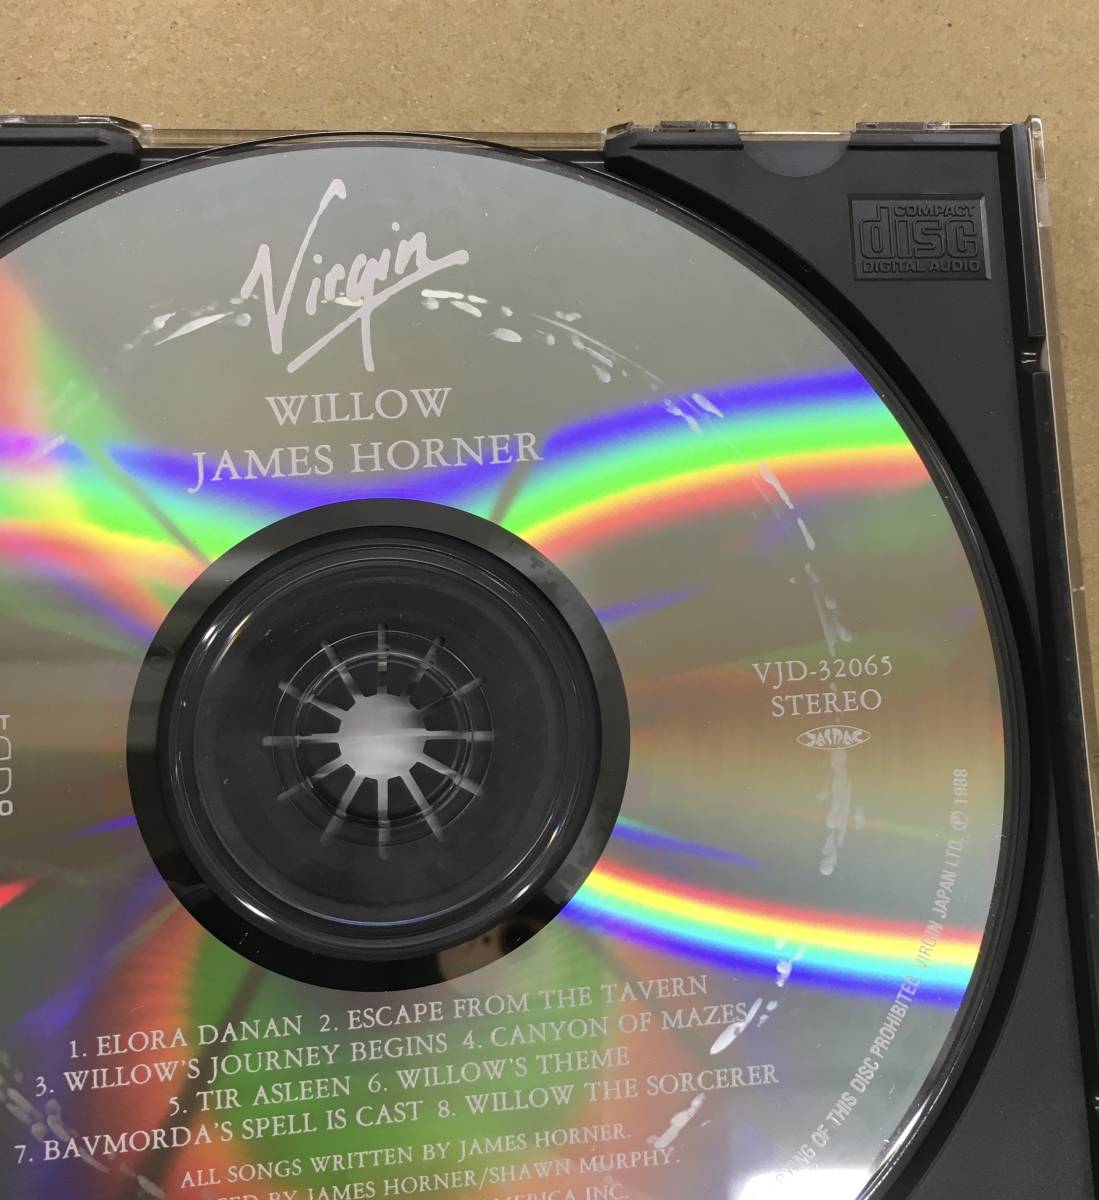 Virgin
COMPACT
disc
DIGITAL AUDIO
WILLOW
JAMES HORNER
VJD-32065
STEREO
JASRAC
1. ELORA DANAN 2. ESCAPE FROM THE TAVERN
3. WILLOW'S JOURNEY BEGINS 4. CANYON OF MAZES
5. TIR ASLEEN 6. WILLOW'S THEME
7. BAVMORDA'S SPELL IS CAST 8. WILLOW THE SORCERER
ALL SONGS WRITTEN BY JAMES HORNER.
BY JAMES HORNER/SHAWN MURPHY.
AMERICA INC.
OF THIS DISC PROHIBITED. VIRGIN JAPAN LTD. Ⓟ 1988